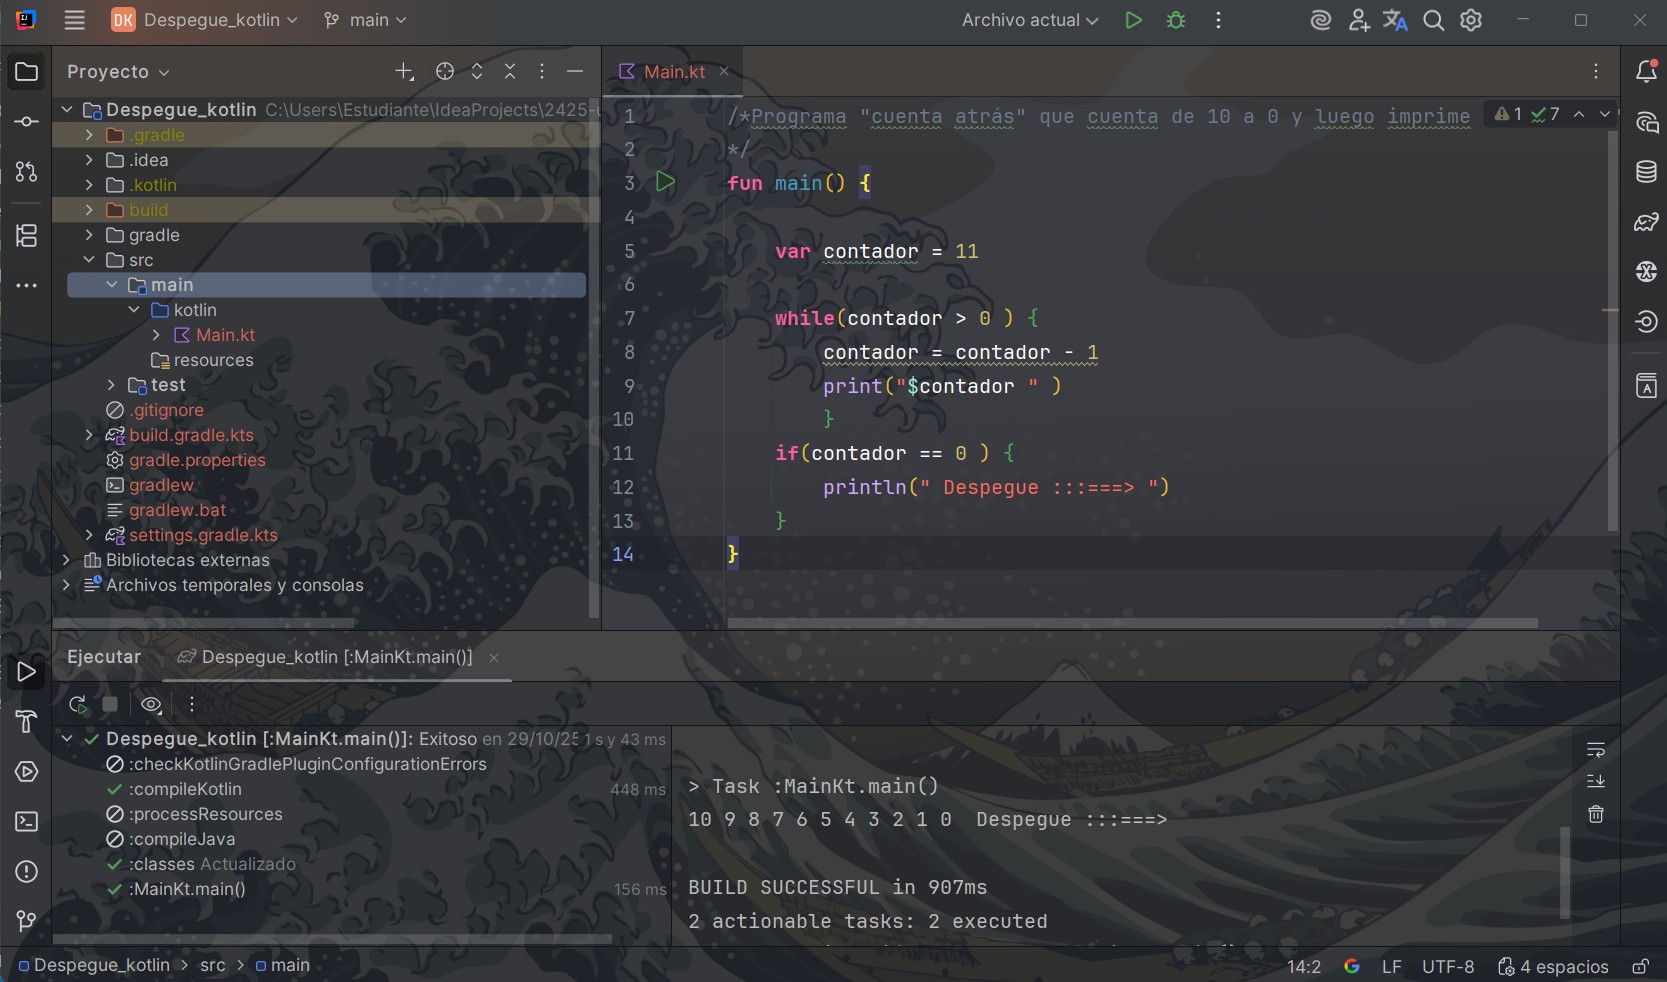 DK Despegue_kotlin main Archivo actual
Proyecto
Despegue_kotlin C:\Users\Estudiante\IdeaProjects\2425-
.gradle
.idea
.kotlin
build
gradle
src
main
kotlin
Main.kt
resources
test
.gitignore
build.gradle.kts
gradle.properties
gradlew
gradlew.bat
settings.gradle.kts
Bibliotecas externas
Archivos temporales y consolas
Main.kt
1 /*Programa "cuenta atrás" que cuenta de 10 a 0 y luego imprime
1 7
2 */
3 fun main() {
4
5 var contador = 11
6
7 while(contador > 0 ) {
8 contador = contador - 1
9 print("$contador " )
10 }
11 if(contador == 0 ) {
12 println(" Despegue :::===> ")
13 }
14 }
Ejecutar Despegue_kotlin [:MainKt.main()]
Despegue_kotlin [:MainKt.main()]: Exitoso en 29/10/25 1 s y 43 ms
:checkKotlinGradlePluginConfigurationErrors
:compileKotlin 448 ms
:processResources
:compileJava
:classes Actualizado
:MainKt.main() 156 ms
> Task :MainKt.main()
10 9 8 7 6 5 4 3 2 1 0  Despegue :::===>
BUILD SUCCESSFUL in 907ms
2 actionable tasks: 2 executed
Despegue_kotlin > src > main 14:2 LF UTF-8 4 espacios